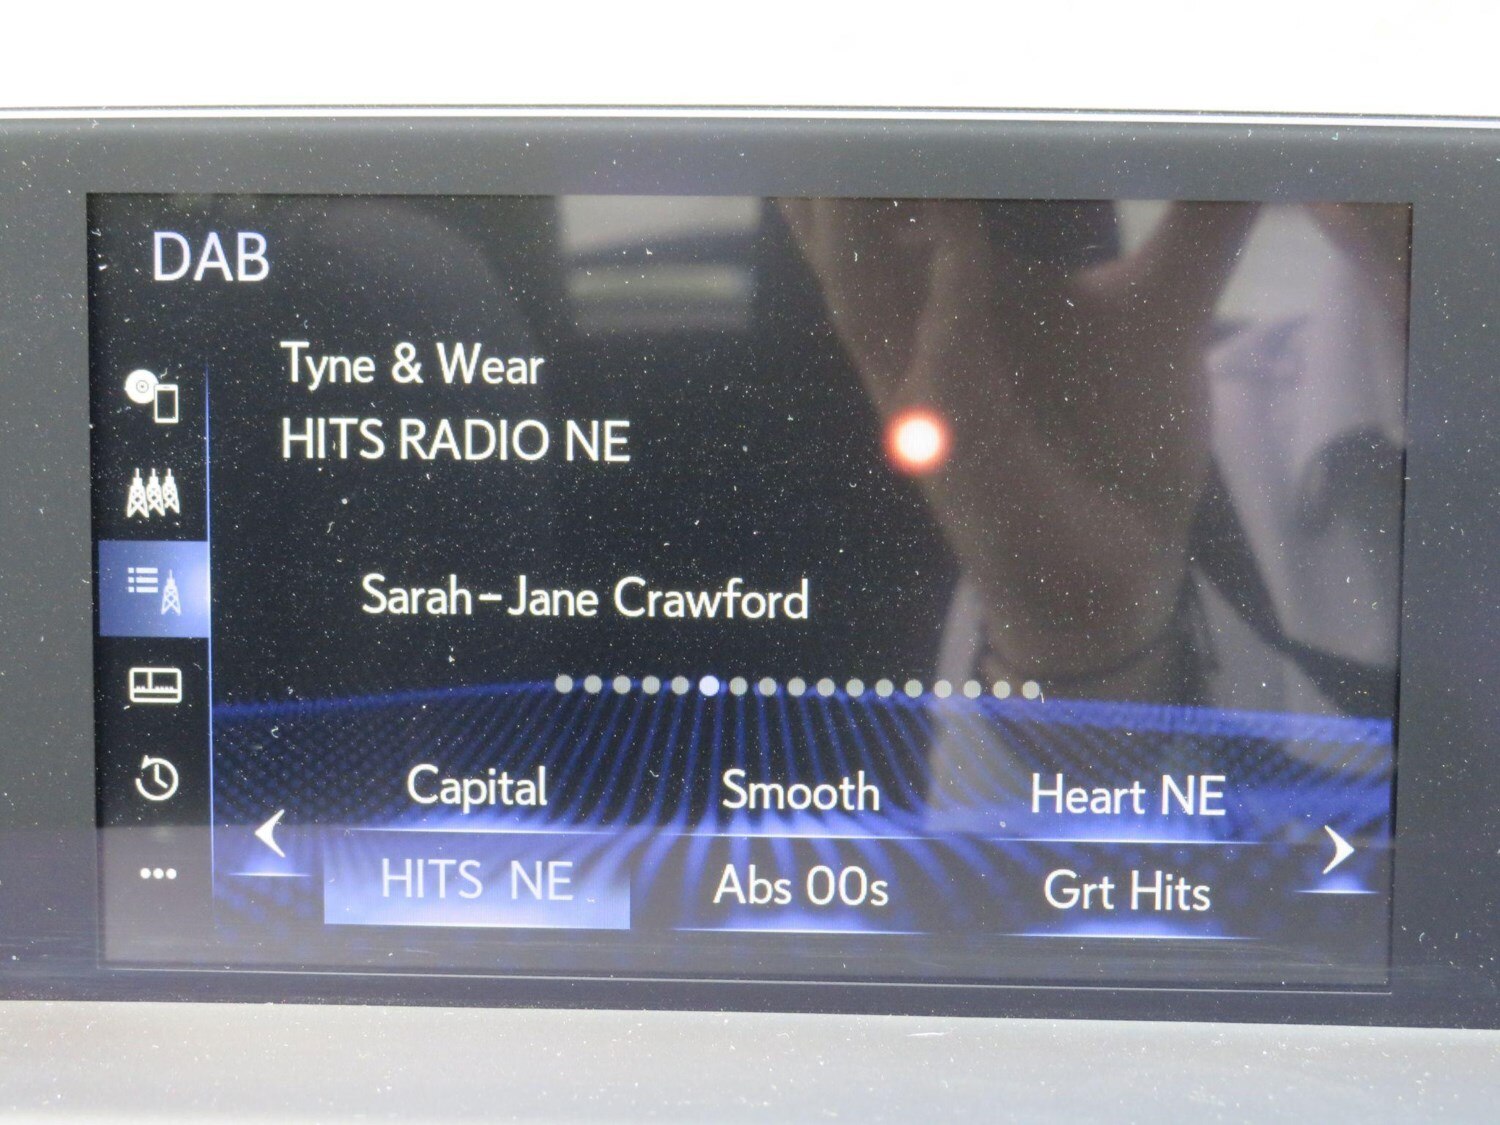 DAB
Tyne & Wear
HITS RADIO NE
Sarah-Jane Crawford
Capital Smooth Heart NE
HITS NE Abs 00s Grt Hits